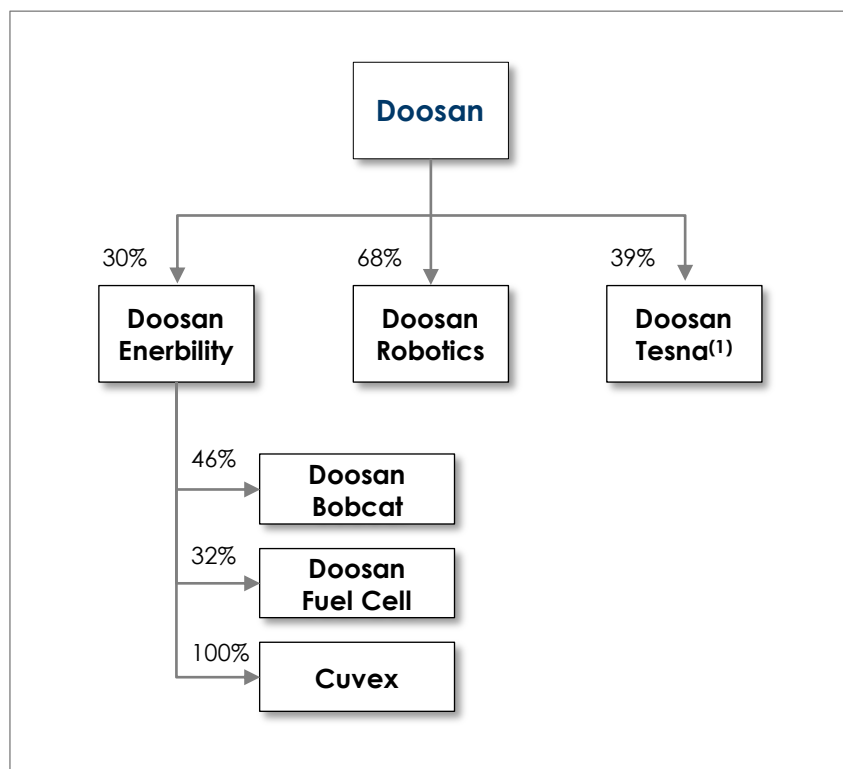 Doosan
30%
68%
39%
Doosan
Enerbility
Doosan
Robotics
Doosan
Tesna(1)
46%
Doosan
Bobcat
32%
Doosan
Fuel Cell
100%
Cuvex